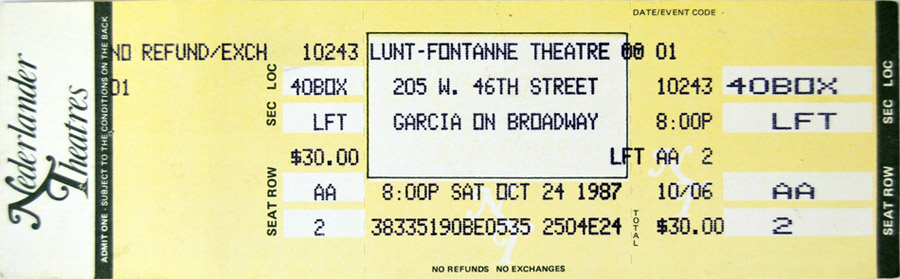 Nederlander
Theatres
ADMIT ONE - SUBJECT TO THE CONDITIONS ON THE BACK
DATE/EVENT CODE
NO REFUND/EXCH 10243 LUNT-FONTANNE THEATRE 00 01
01 SEC LOC 40BOX 205 W. 46TH STREET 10243 40BOX SEC LOC
LFT GARCIA ON BROADWAY 8:00P LFT
$30.00 LFT AA 2
SEAT ROW AA 8:00P SAT OCT 24 1987 10/06 AA SEAT ROW
2 38335190BE0535 2504E24 TOTAL $30.00 2
NO REFUNDS NO EXCHANGES